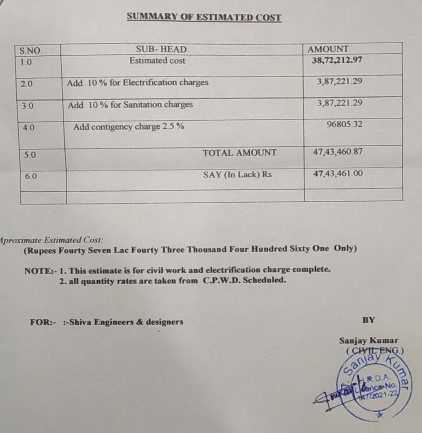 SUMMARY OF ESTIMATED COST
S.NO SUB- HEAD AMOUNT
1.0 Estimated cost 38,72,212.97
2.0 Add 10 % for Electrification charges 3,87,221.29
3.0 Add 10 % for Sanitation charges 3,87,221.29
4.0 Add contigency charge 2.5 % 96805.32
5.0 TOTAL AMOUNT 47,43,460.87
6.0 SAY (In Lack) Rs 47,43,461.00
Aproximate Estimated Cost:
(Rupees Fourty Seven Lac Fourty Three Thousand Four Hundred Sixty One Only)
NOTE:- 1. This estimate is for civil work and electrification charge complete.
2. all quantity rates are taken from C.P.W.D. Scheduled.
FOR:- :-Shiva Engineers & designers
BY
Sanjay Kumar
( CIVIL ENG.)
Sanjay Kumar
R.D.A.
Licence No.